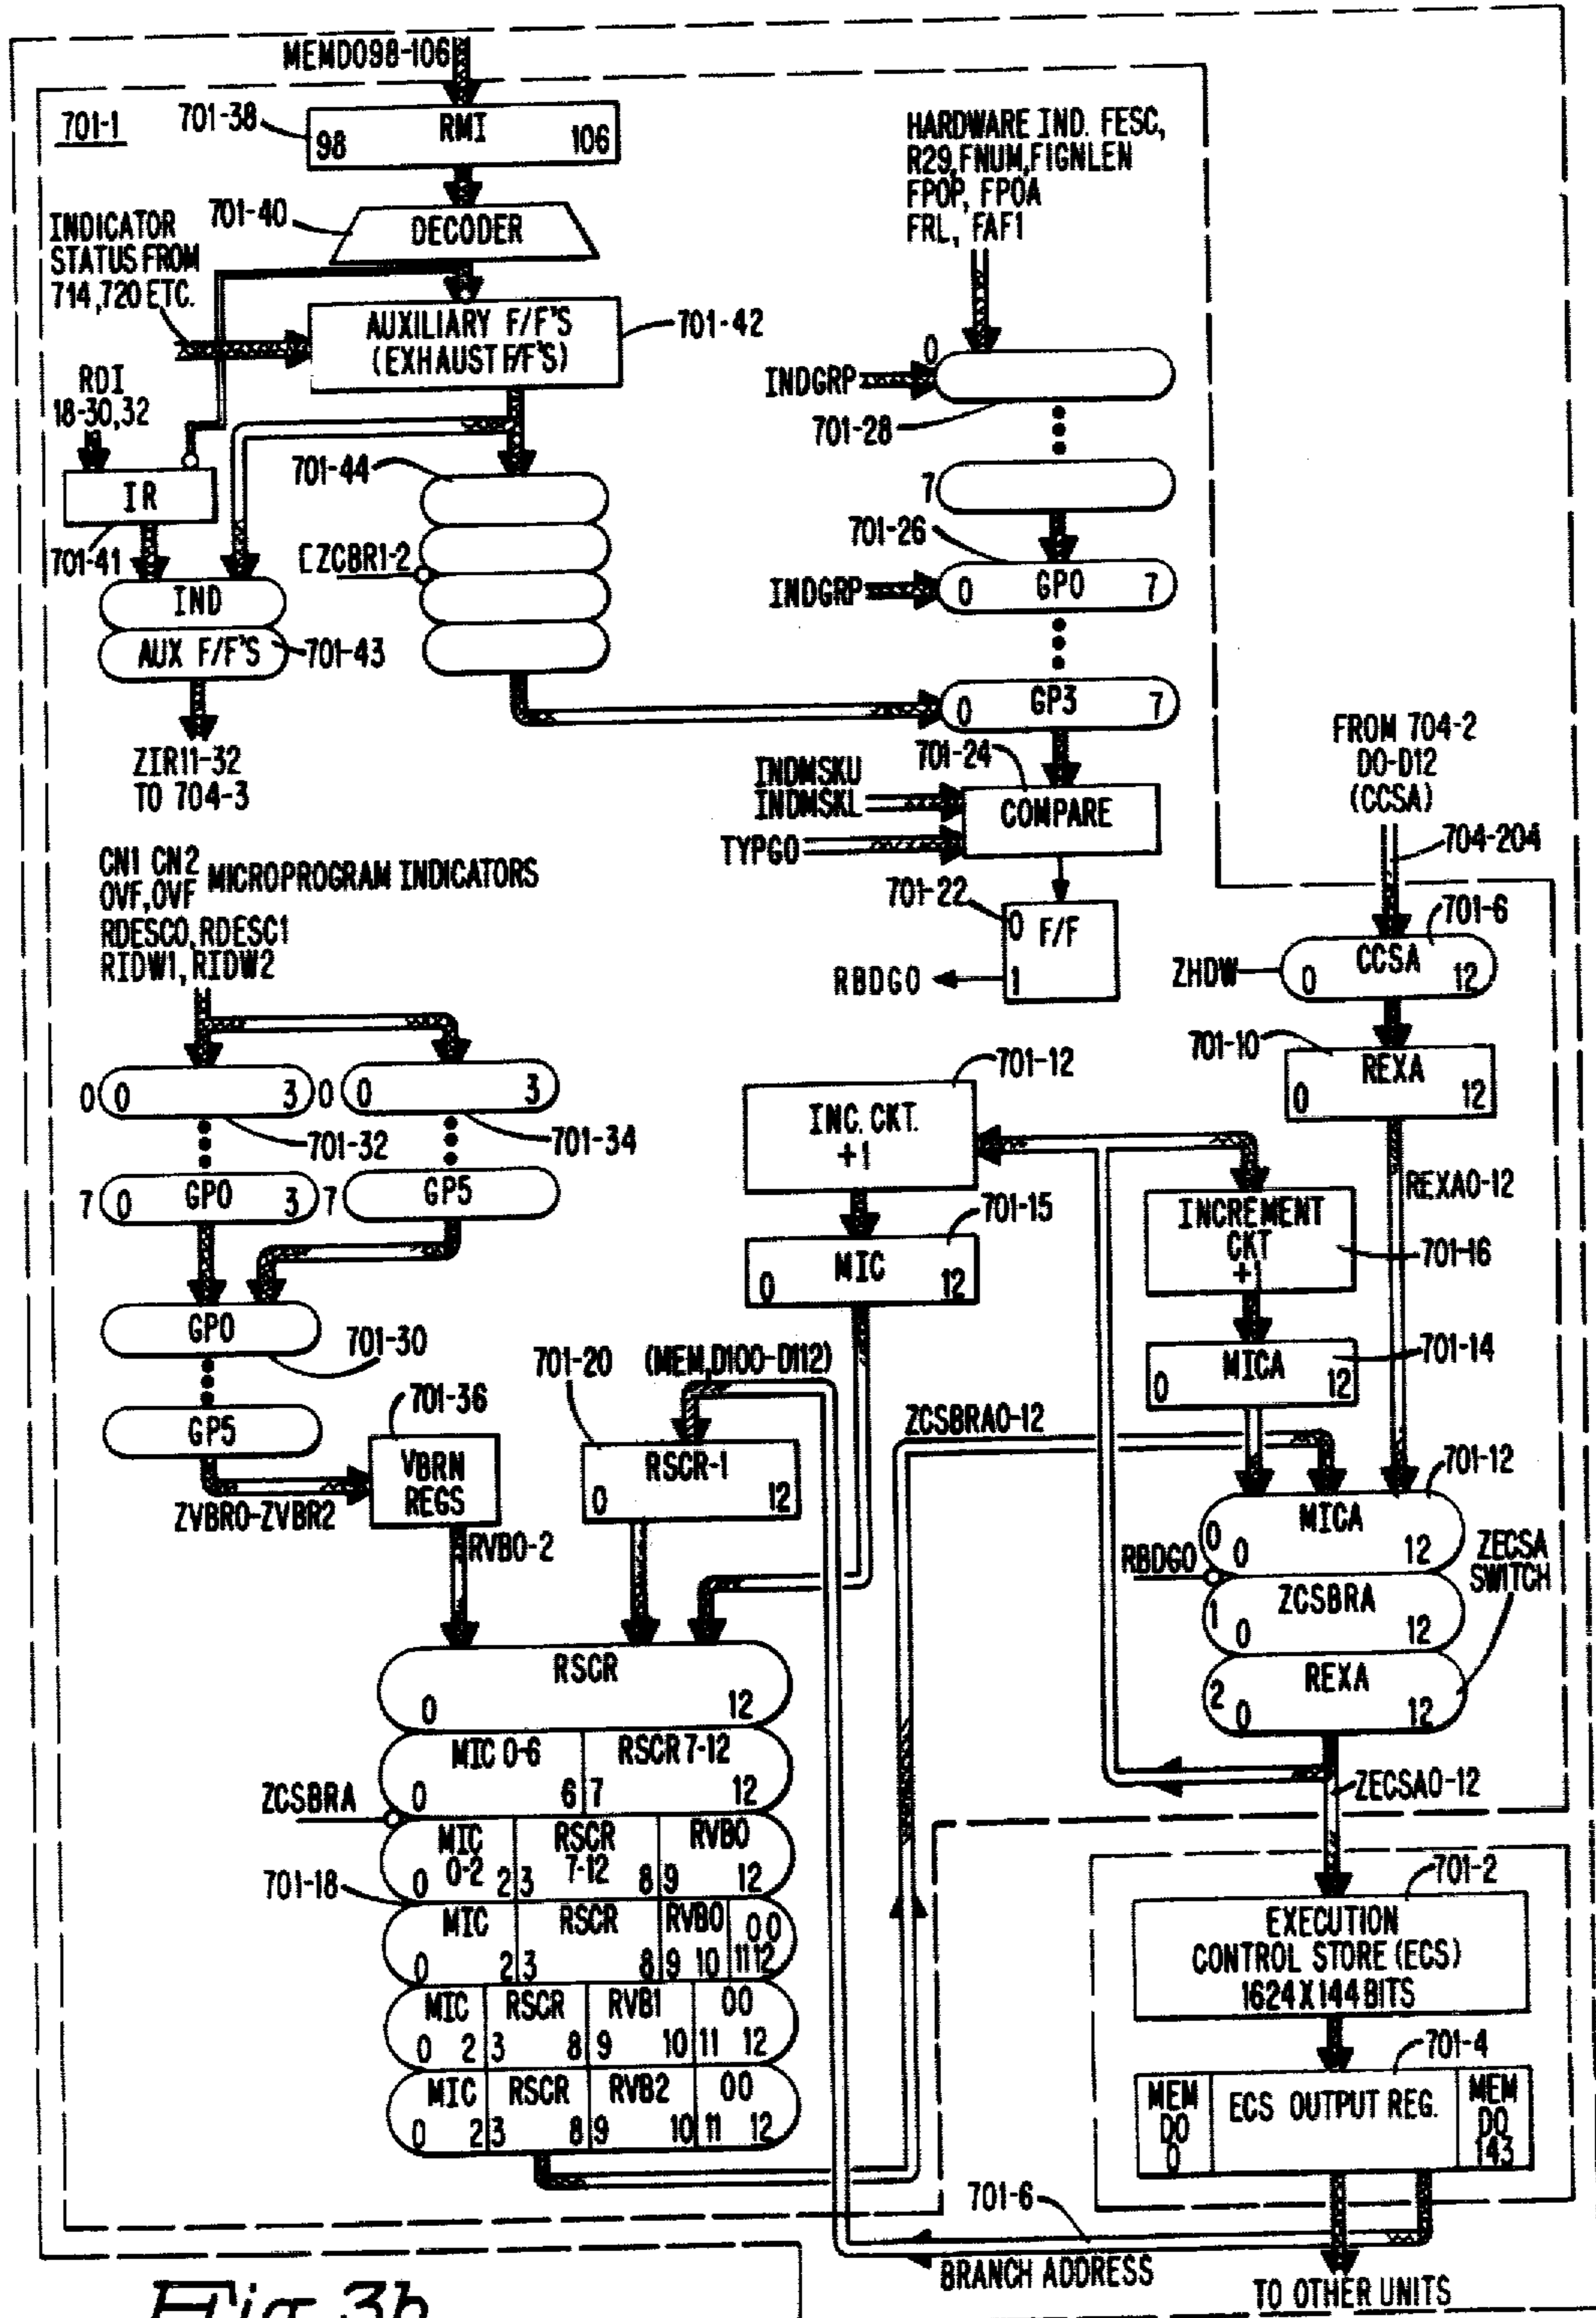 MEMDO98-106
701-1
701-38
RMI
98
106
HARDWARE IND. FESC,
R29,FNUM,FIGNLEN
FPOP, FPOA
FRL, FAF1
701-40
DECODER
INDICATOR
STATUS FROM
714,720 ETC.
AUXILIARY F/F'S
(EXHAUST F/F'S)
701-42
0
INDGRP
701-28
RDI
18-30,32
701-44
7
IR
701-26
701-41
CZCBR1-2
INDGRP
0 GP0 7
IND
AUX F/F'S
701-43
0 GP3 7
ZIR11-32
TO 704-3
701-24
INDMSKU
INDMSKL
COMPARE
TYPGO
FROM 704-2
DO-D12
(CCSA)
704-204
CN1 CN2
OVF,OVF
MICROPROGRAM INDICATORS
RDESC0, RDESC1
RIDW1, RIDW2
701-22
0 F/F
1
RBDGO
701-6
ZHDW
CCSA
0 12
701-10
REXA
0 12
0 0 3
0 0 3
701-32
701-34
701-12
INC. CKT.
+1
REXA0-12
7 0 GP0 3
7 GP5
701-15
MIC
0 12
INCREMENT
CKT
+1
701-16
GP0
701-30
GP5
701-36
VBRN
REGS
ZVBR0-ZVBR2
RVB0-2
701-20
(MEM,D100-D112)
RSCR-1
0 12
ZCSBRA0-12
MICA
0 12
701-14
701-12
0 MICA
0 12
RBDGO
1 ZCSBRA
0 12
2 REXA
0 12
ZECSA
SWITCH
RSCR
0 12
MIC 0-6 RSCR 7-12
0 6 7 12
ZCSBRA
MIC
0-2
RSCR
7-12
RVB0
0 2 3 8 9 12
701-18
MIC RSCR RVB0 00
0 2 3 8 9 10 11 12
MIC RSCR RVB1 00
0 2 3 8 9 10 11 12
MIC RSCR RVB2 00
0 2 3 8 9 10 11 12
ZECSA0-12
701-2
EXECUTION
CONTROL STORE (ECS)
1624 X 144 BITS
701-4
MEM
DO
0
ECS OUTPUT REG.
MEM
DO
143
701-6
BRANCH ADDRESS
TO OTHER UNITS
Fig. 3b